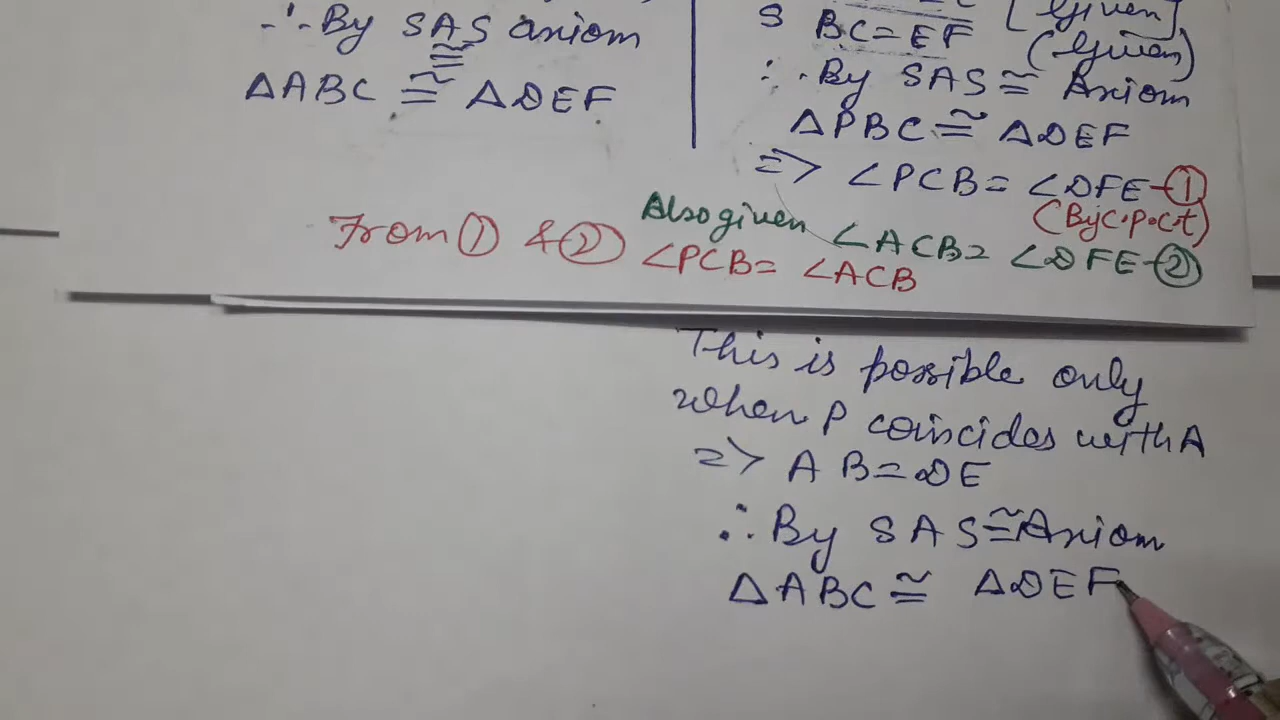 ∴ By SAS axiom
≅
ΔABC ≅ ΔDEF
[Given]
S BC=EF (Given)
∴ By SAS ≅ Axiom
ΔPBC ≅ ΔDEF
=> ∠PCB = ∠DFE-①
(By c.p.c.t)
Also given ∠ACB = ∠DFE-②
From ① & ② ∠PCB = ∠ACB
This is possible only
when P coincides with A
=> AB=DE
∴ By SAS≅Axiom
ΔABC ≅ ΔDEF